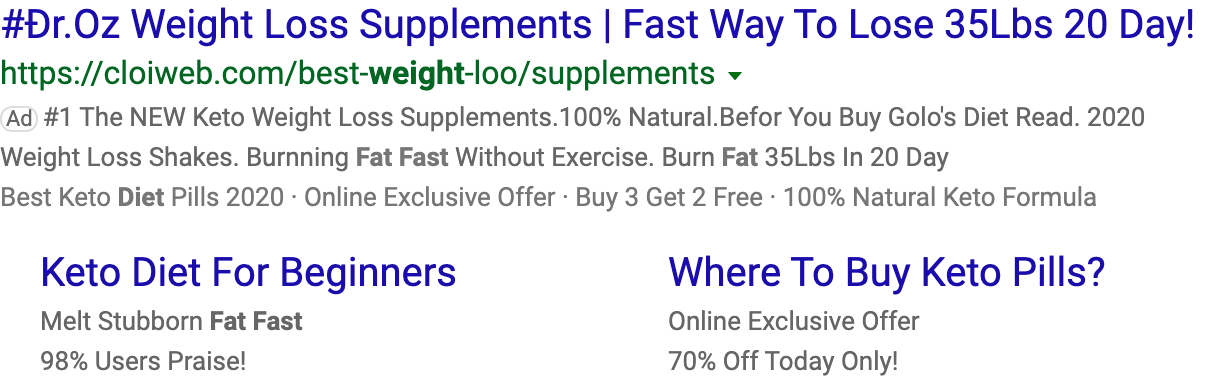 #Đr.Oz Weight Loss Supplements | Fast Way To Lose 35Lbs 20 Day!
https://cloiweb.com/best-weight-loo/supplements
Ad #1 The NEW Keto Weight Loss Supplements.100% Natural.Befor You Buy Golo's Diet Read. 2020
Weight Loss Shakes. Burnning Fat Fast Without Exercise. Burn Fat 35Lbs In 20 Day
Best Keto Diet Pills 2020 · Online Exclusive Offer · Buy 3 Get 2 Free · 100% Natural Keto Formula
Keto Diet For Beginners
Melt Stubborn Fat Fast
98% Users Praise!
Where To Buy Keto Pills?
Online Exclusive Offer
70% Off Today Only!